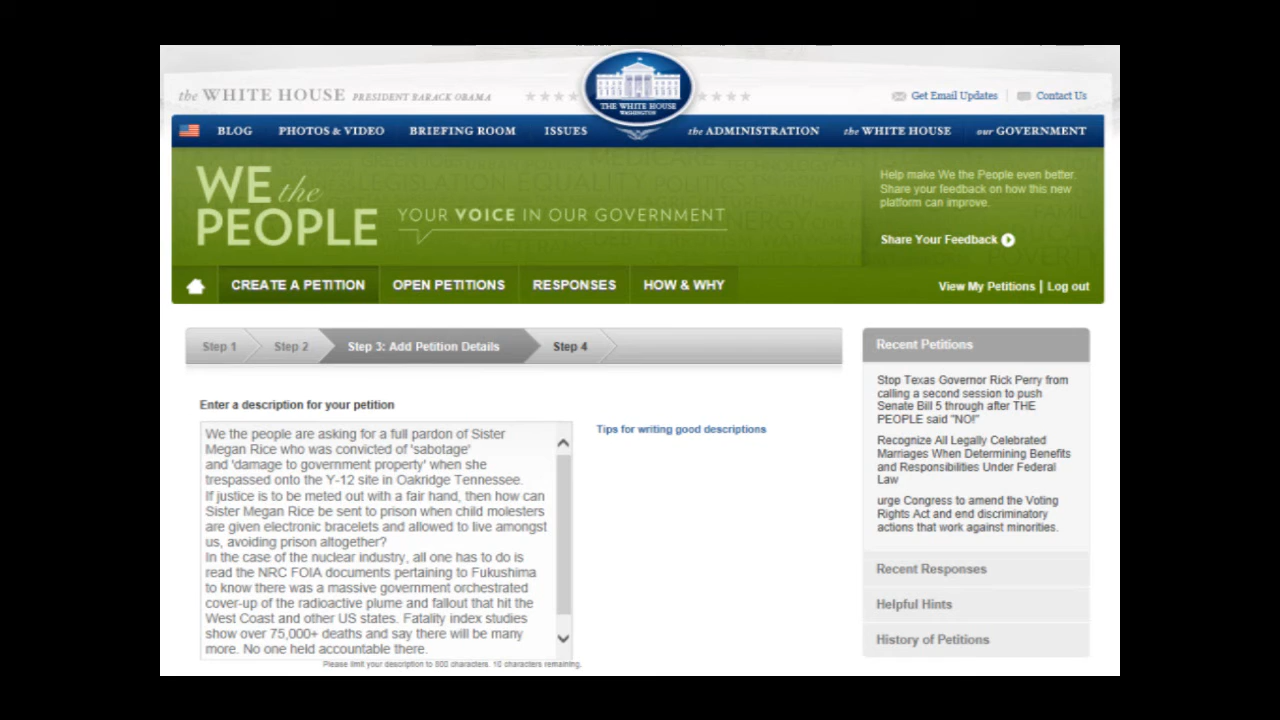 the WHITE HOUSE PRESIDENT BARACK OBAMA
THE WHITE HOUSE
WASHINGTON
Get Email Updates
Contact Us
BLOG
PHOTOS & VIDEO
BRIEFING ROOM
ISSUES
the ADMINISTRATION
the WHITE HOUSE
our GOVERNMENT
WE the
PEOPLE
YOUR VOICE IN OUR GOVERNMENT
Help make We the People even better.
Share your feedback on how this new
platform can improve.
Share Your Feedback
CREATE A PETITION
OPEN PETITIONS
RESPONSES
HOW & WHY
View My Petitions | Log out
Step 1
Step 2
Step 3: Add Petition Details
Step 4
Enter a description for your petition
We the people are asking for a full pardon of Sister
Megan Rice who was convicted of 'sabotage'
and 'damage to government property' when she
trespassed onto the Y-12 site in Oakridge Tennessee.
If justice is to be meted out with a fair hand, then how can
Sister Megan Rice be sent to prison when child molesters
are given electronic bracelets and allowed to live amongst
us, avoiding prison altogether?
In the case of the nuclear industry, all one has to do is
read the NRC FOIA documents pertaining to Fukushima
to know there was a massive government orchestrated
cover-up of the radioactive plume and fallout that hit the
West Coast and other US states. Fatality index studies
show over 75,000+ deaths and say there will be many
more. No one held accountable there.
Please limit your description to 800 characters. 10 characters remaining.
Tips for writing good descriptions
Recent Petitions
Stop Texas Governor Rick Perry from
calling a second session to push
Senate Bill 5 through after THE
PEOPLE said "NO!"
Recognize All Legally Celebrated
Marriages When Determining Benefits
and Responsibilities Under Federal
Law
urge Congress to amend the Voting
Rights Act and end discriminatory
actions that work against minorities.
Recent Responses
Helpful Hints
History of Petitions